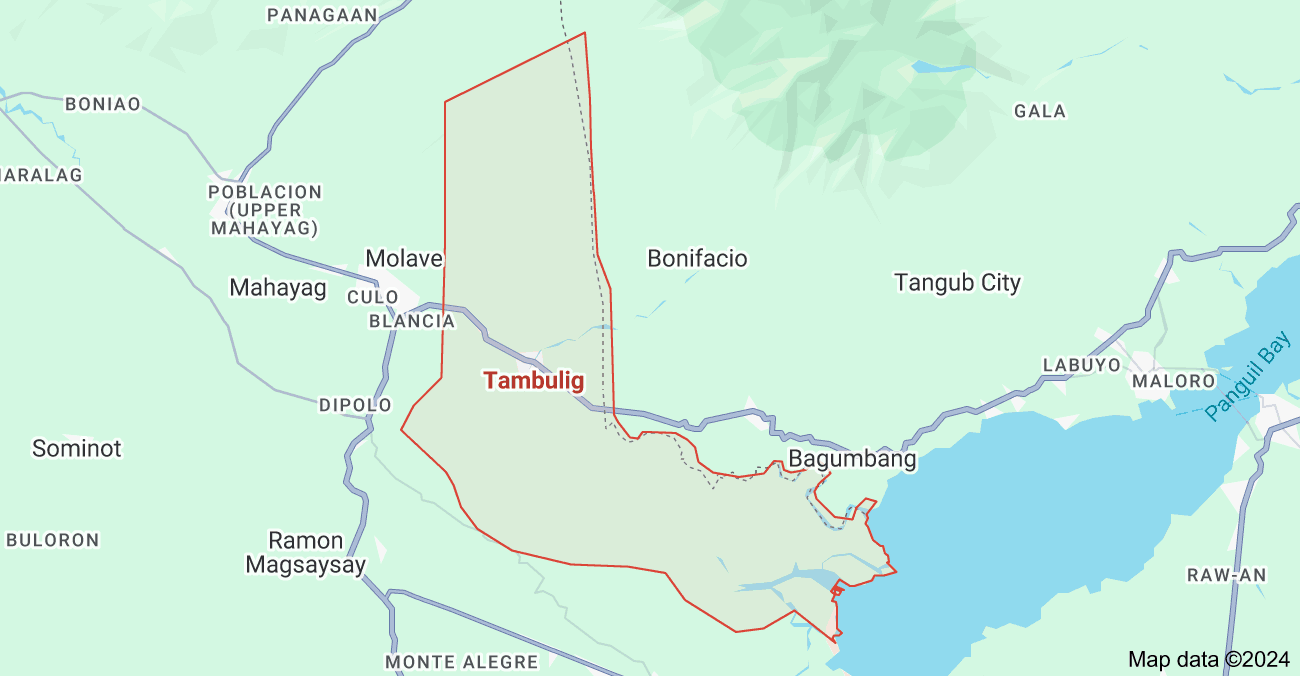 PANAGAAN
BONIAO
GALA
ARALAG
POBLACION
(UPPER
MAHAYAG)
Molave
Bonifacio
Mahayag
CULO
Tangub City
BLANCIA
Panguil Bay
LABUYO
Tambulig
MALORO
DIPOLO
Sominot
Bagumbang
BULORON
Ramon
Magsaysay
RAW-AN
MONTE ALEGRE
Map data ©2024